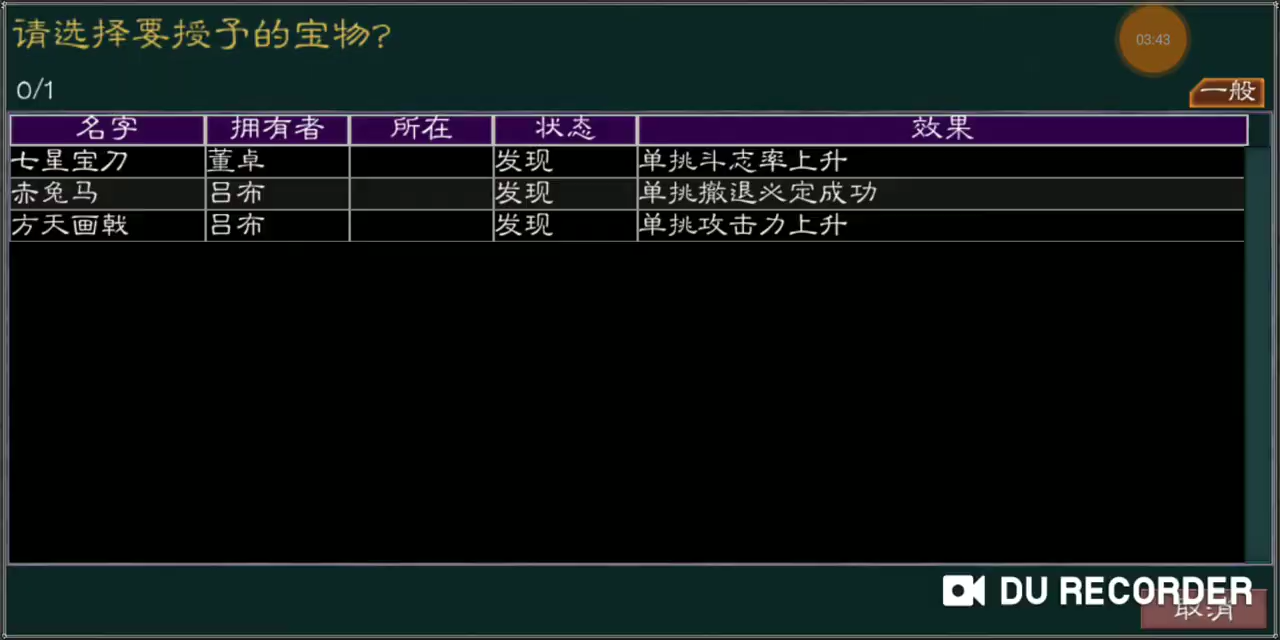 请选择要授予的宝物?
03:43
0/1
一般
名字 拥有者 所在 状态 效果
七星宝刀 董卓 发现 单挑斗志率上升
赤兔马 吕布 发现 单挑撤退必定成功
方天画戟 吕布 发现 单挑攻击力上升
DU RECORDER
取消